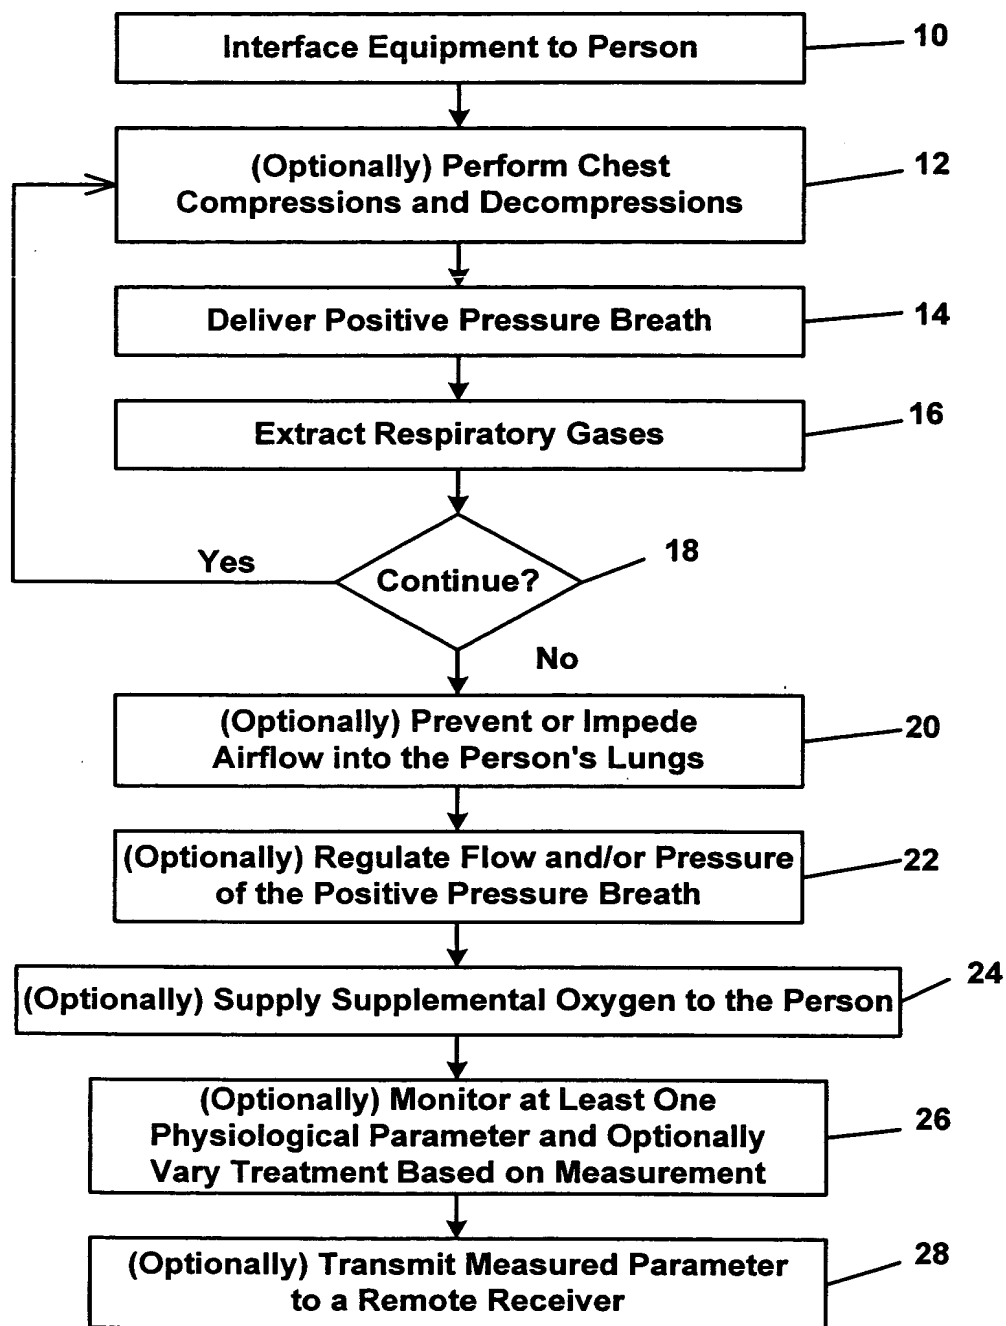 Interface Equipment to Person
10
(Optionally) Perform Chest
Compressions and Decompressions
12
Deliver Positive Pressure Breath
14
Extract Respiratory Gases
16
Yes
Continue?
18
No
(Optionally) Prevent or Impede
Airflow into the Person's Lungs
20
(Optionally) Regulate Flow and/or Pressure
of the Positive Pressure Breath
22
(Optionally) Supply Supplemental Oxygen to the Person
24
(Optionally) Monitor at Least One
Physiological Parameter and Optionally
Vary Treatment Based on Measurement
26
(Optionally) Transmit Measured Parameter
to a Remote Receiver
28